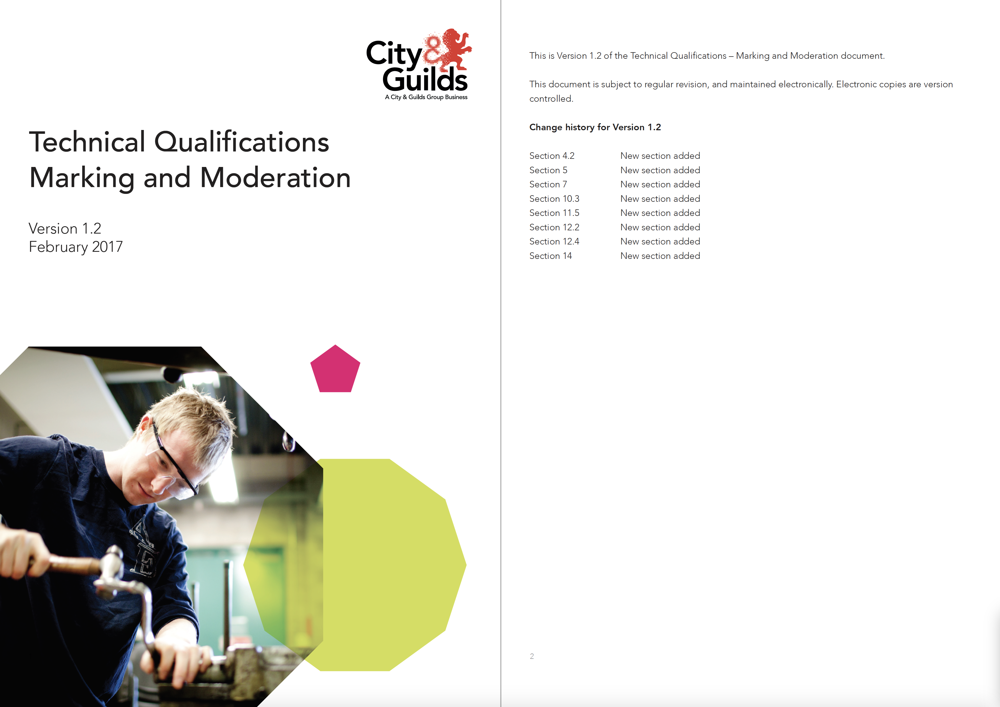 City &
Guilds
A City & Guilds Group Business
Technical Qualifications
Marking and Moderation
Version 1.2
February 2017
This is Version 1.2 of the Technical Qualifications – Marking and Moderation document.
This document is subject to regular revision, and maintained electronically. Electronic copies are version
controlled.
Change history for Version 1.2
Section 4.2 New section added
Section 5 New section added
Section 7 New section added
Section 10.3 New section added
Section 11.5 New section added
Section 12.2 New section added
Section 12.4 New section added
Section 14 New section added
2